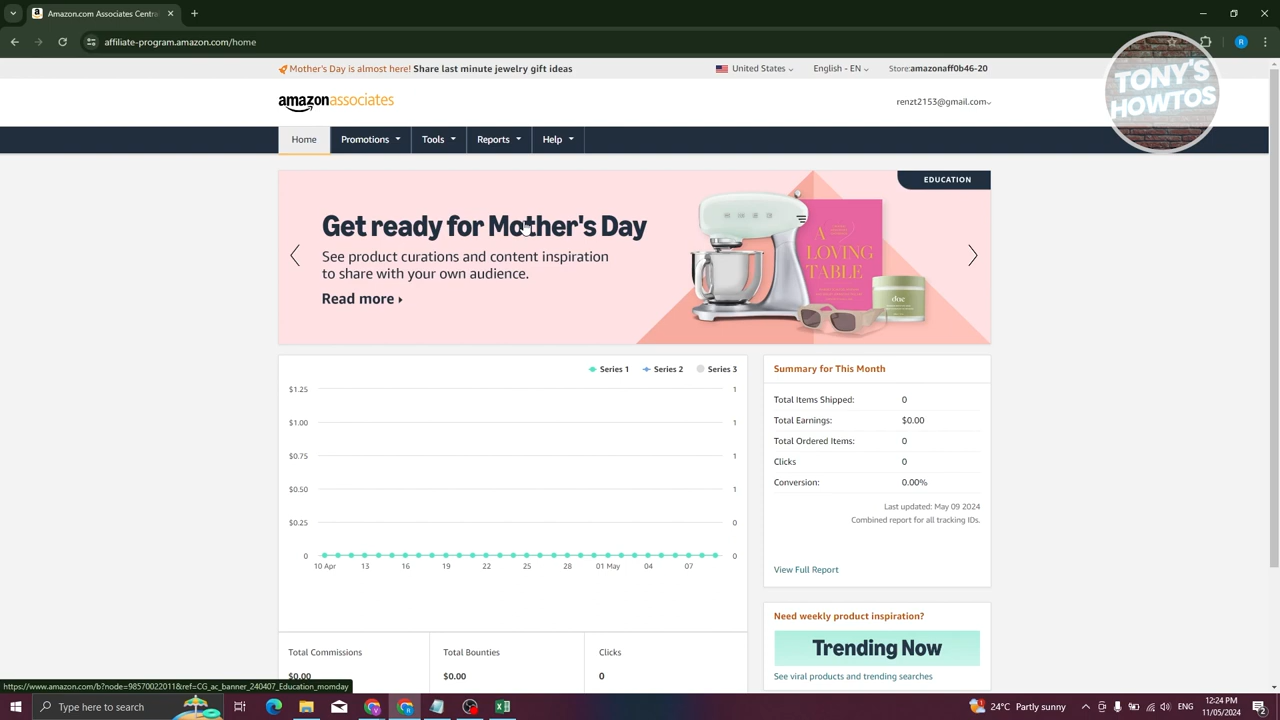 Amazon.com Associates Centra
affiliate-program.amazon.com/home
R
Mother's Day is almost here! Share last minute jewelry gift ideas
United States
English - EN
Store:amazonaff0b46-20
TONY'S
HOWTOS
amazonassociates
renzt2153@gmail.com
Home
Promotions
Tools
Reports
Help
EDUCATION
Get ready for Mother's Day
See product curations and content inspiration
to share with your own audience.
Read more
A
LOVING
TABLE
dae
Series 1
Series 2
Series 3
$1.25
1
$1.00
1
$0.75
1
$0.50
1
$0.25
0
0
0
10 Apr
13
16
19
22
25
28
01 May
04
07
Summary for This Month
Total Items Shipped: 0
Total Earnings: $0.00
Total Ordered Items: 0
Clicks 0
Conversion: 0.00%
Last updated: May 09 2024
Combined report for all tracking IDs.
View Full Report
Need weekly product inspiration?
Trending Now
See viral products and trending searches
Total Commissions
$0.00
Total Bounties
$0.00
Clicks
0
https://www.amazon.com/b?node=98570022011&ref=CG_ac_banner_240407_Education_momday
Type here to search
24°C Partly sunny
12:24 PM
11/05/2024
2